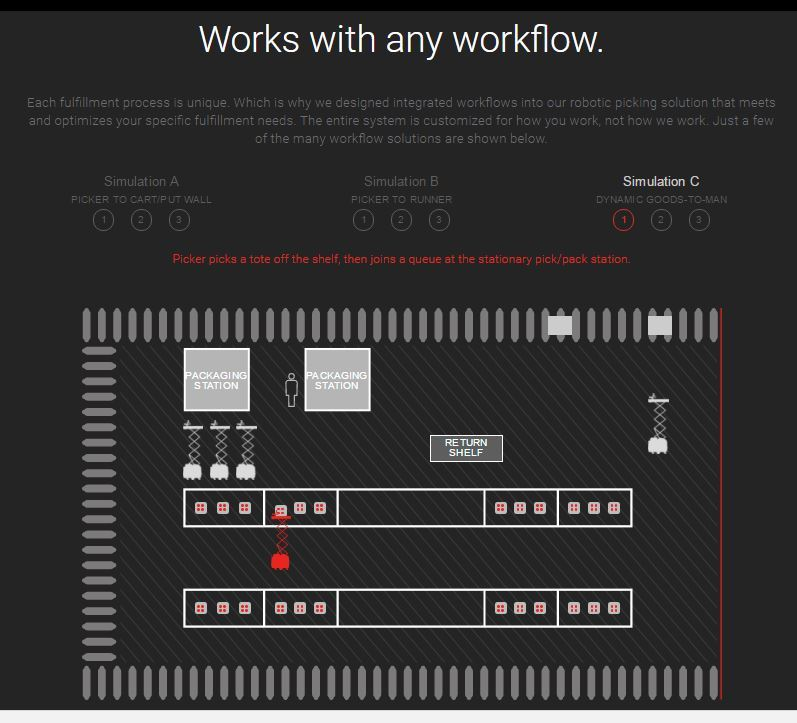 Works with any workflow.
Each fulfillment process is unique. Which is why we designed integrated workflows into our robotic picking solution that meets
and optimizes your specific fulfillment needs. The entire system is customized for how you work, not how we work. Just a few
of the many workflow solutions are shown below.
Simulation A
PICKER TO CART/PUT WALL
1 2 3
Simulation B
PICKER TO RUNNER
1 2 3
Simulation C
DYNAMIC GOODS-TO-MAN
1 2 3
Picker picks a tote off the shelf, then joins a queue at the stationary pick/pack station.
PACKAGING
STATION
PACKAGING
STATION
RETURN
SHELF